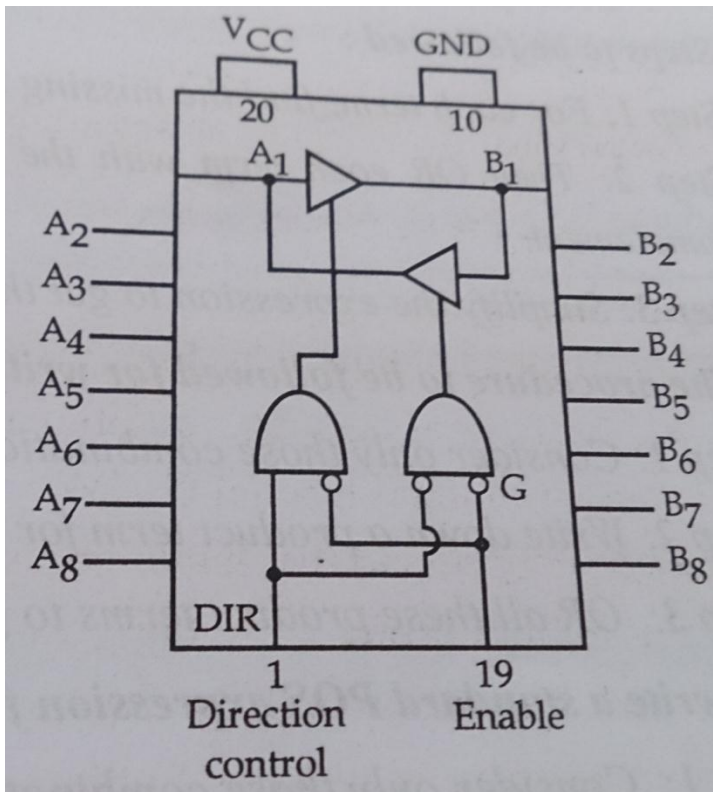 VCC GND
20 10
A1 B1
A2 B2
A3 B3
A4 B4
A5 B5
A6 B6
G
A7 B7
A8 B8
DIR
1 19
Direction Enable
control